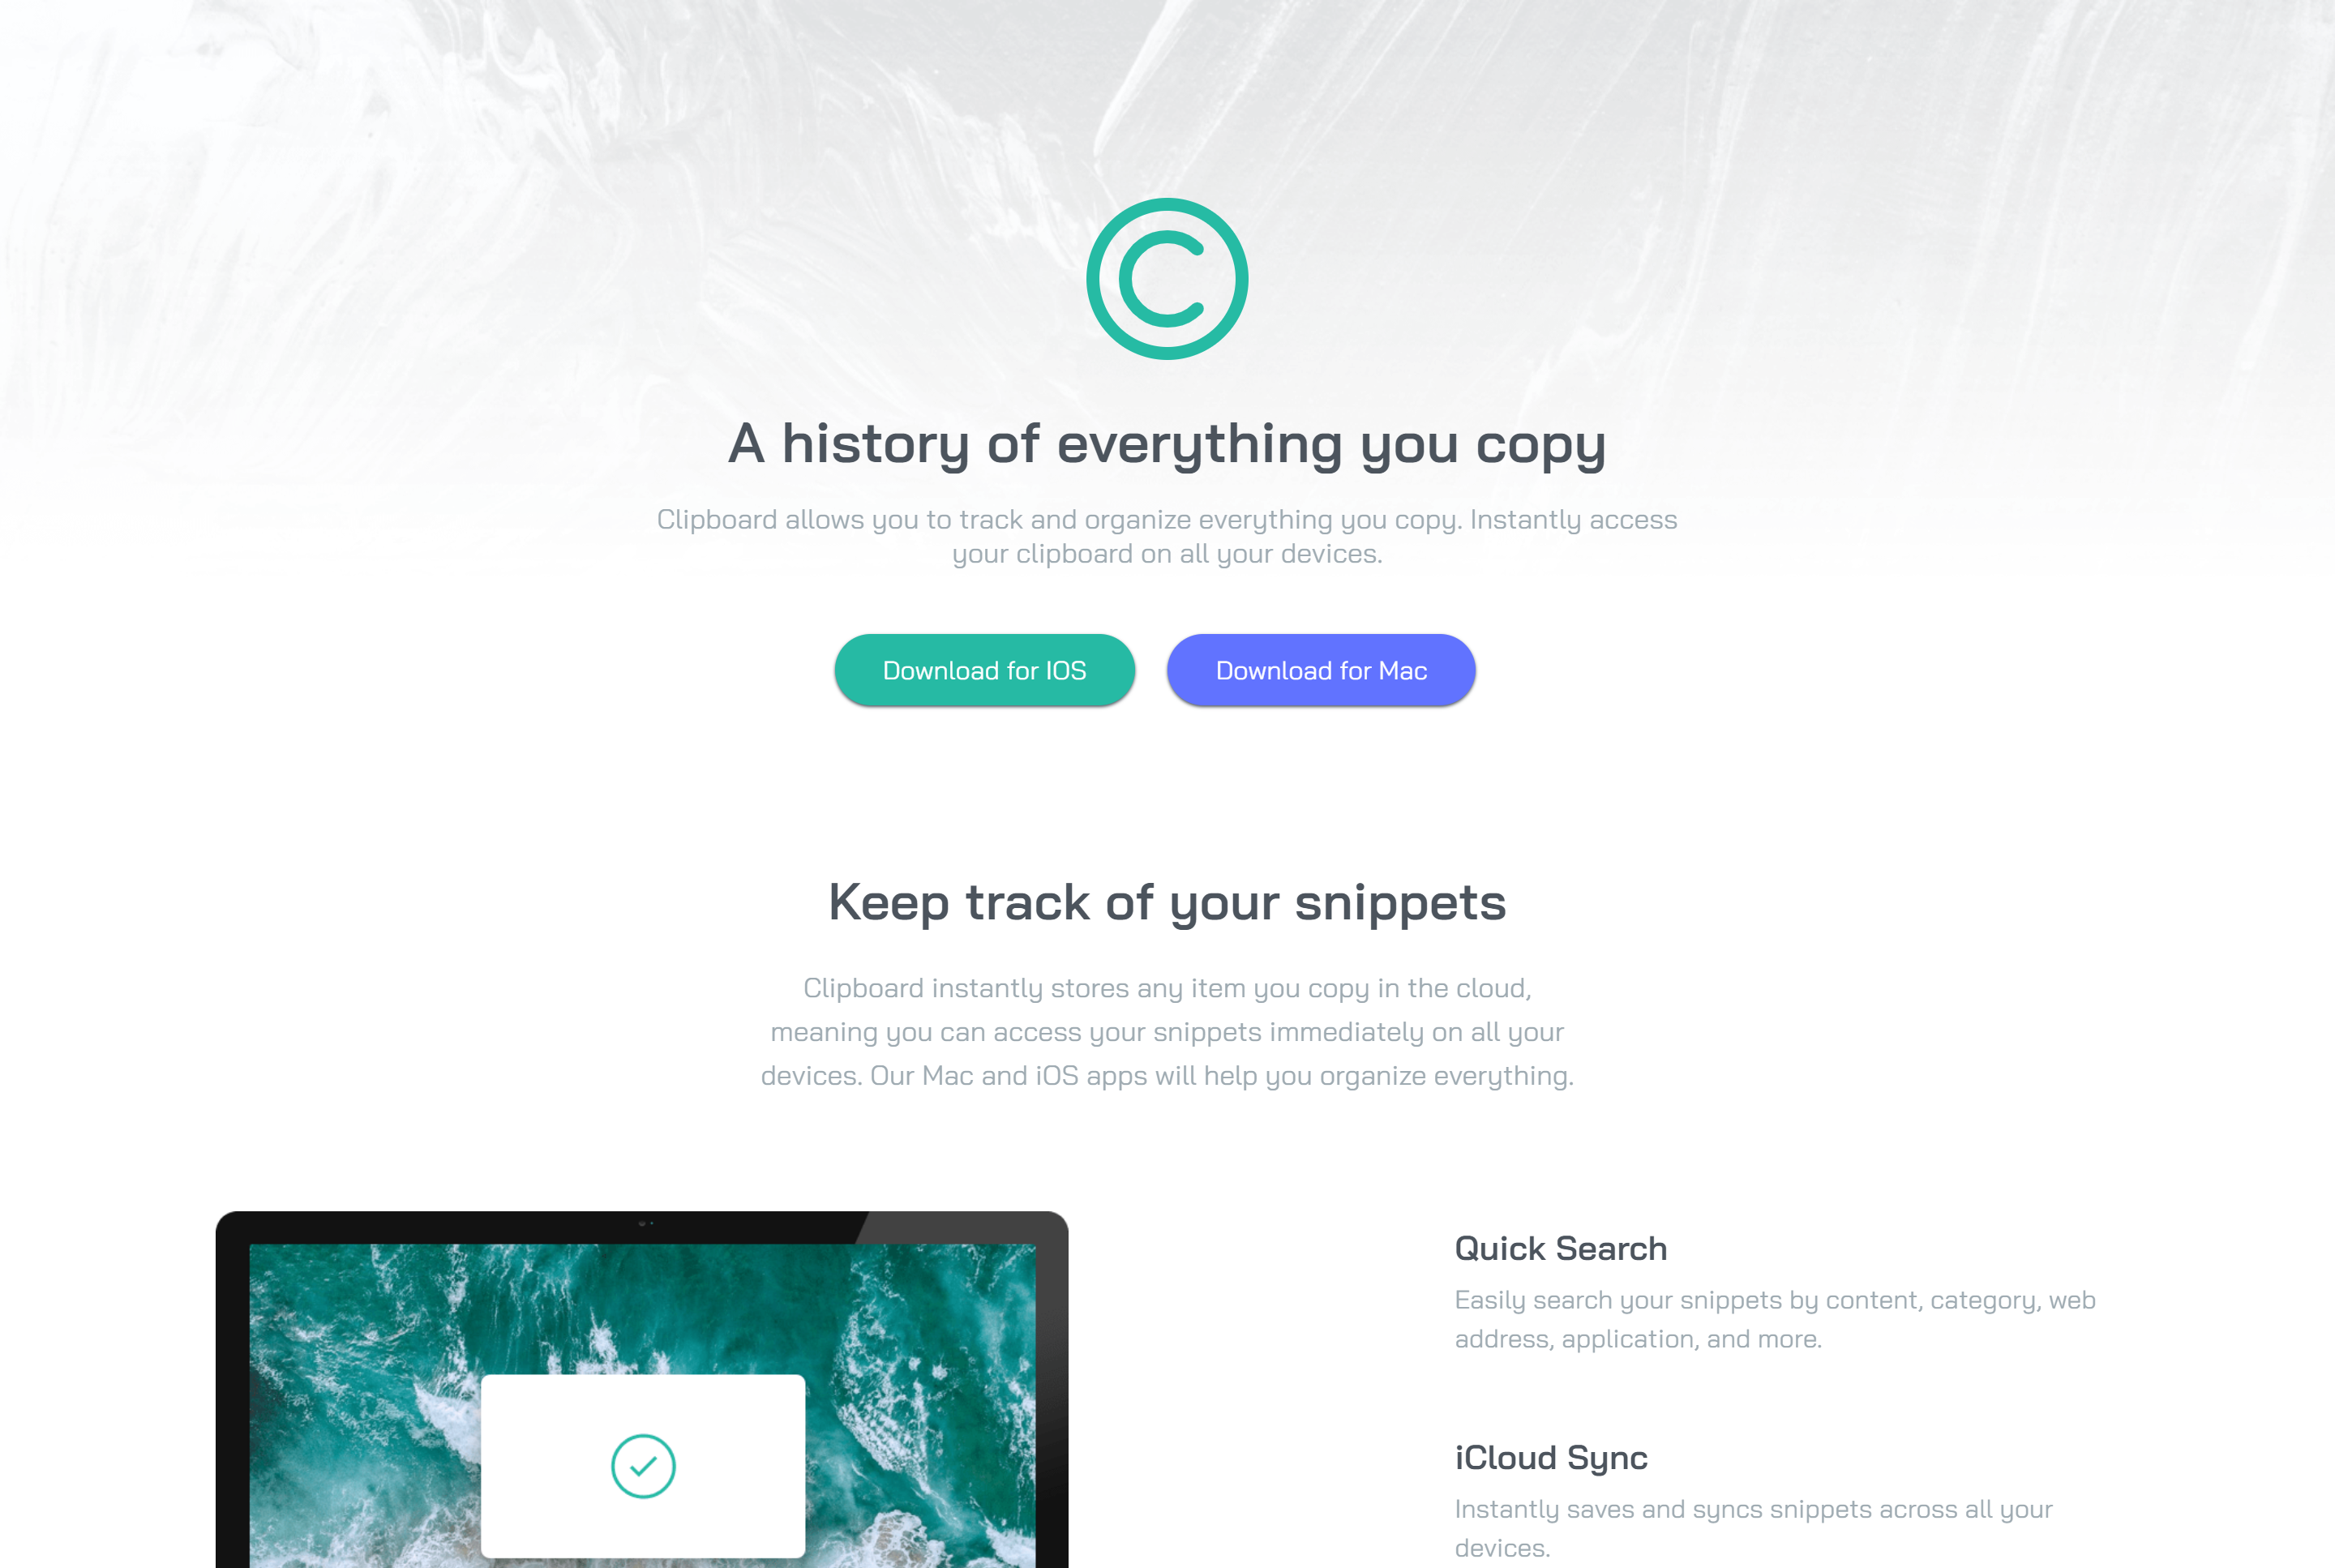 A history of everything you copy
Clipboard allows you to track and organize everything you copy. Instantly access
your clipboard on all your devices.
Download for IOS
Download for Mac
Keep track of your snippets
Clipboard instantly stores any item you copy in the cloud,
meaning you can access your snippets immediately on all your
devices. Our Mac and iOS apps will help you organize everything.
Quick Search
Easily search your snippets by content, category, web
address, application, and more.
iCloud Sync
Instantly saves and syncs snippets across all your
devices.